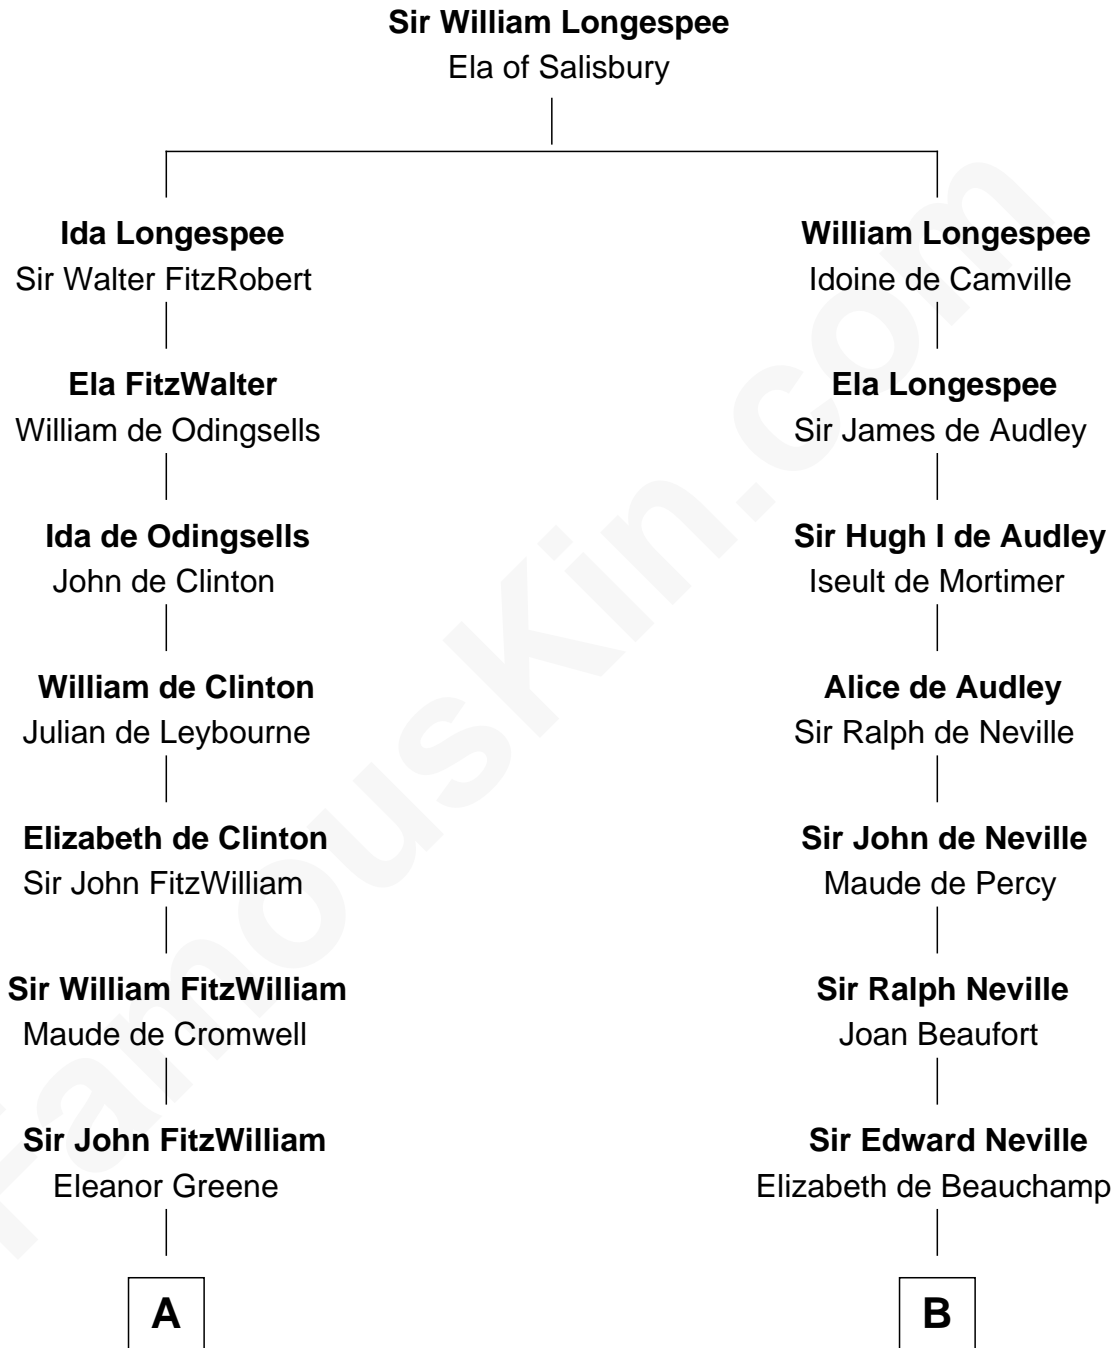 Sir William Longespee
Ela of Salisbury
Ida Longespee
Sir Walter FitzRobert
William Longespee
Idoine de Camville
Ela FitzWalter
William de Odingsells
Ela Longespee
Sir James de Audley
Ida de Odingsells
John de Clinton
Sir Hugh I de Audley
Iseult de Mortimer
William de Clinton
Julian de Leybourne
Alice de Audley
Sir Ralph de Neville
Elizabeth de Clinton
Sir John FitzWilliam
Sir John de Neville
Maude de Percy
Sir William FitzWilliam
Maude de Cromwell
Sir Ralph Neville
Joan Beaufort
Sir John FitzWilliam
Eleanor Greene
Sir Edward Neville
Elizabeth de Beauchamp
A
B
FamousKin.com